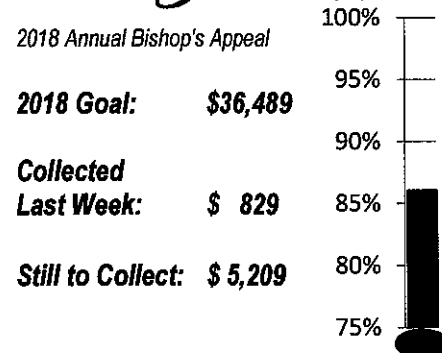 2018 Annual Bishop's Appeal
2018 Goal: $36,489
Collected
Last Week: $ 829
Still to Collect: $ 5,209
100%
95%
90%
85%
80%
75%